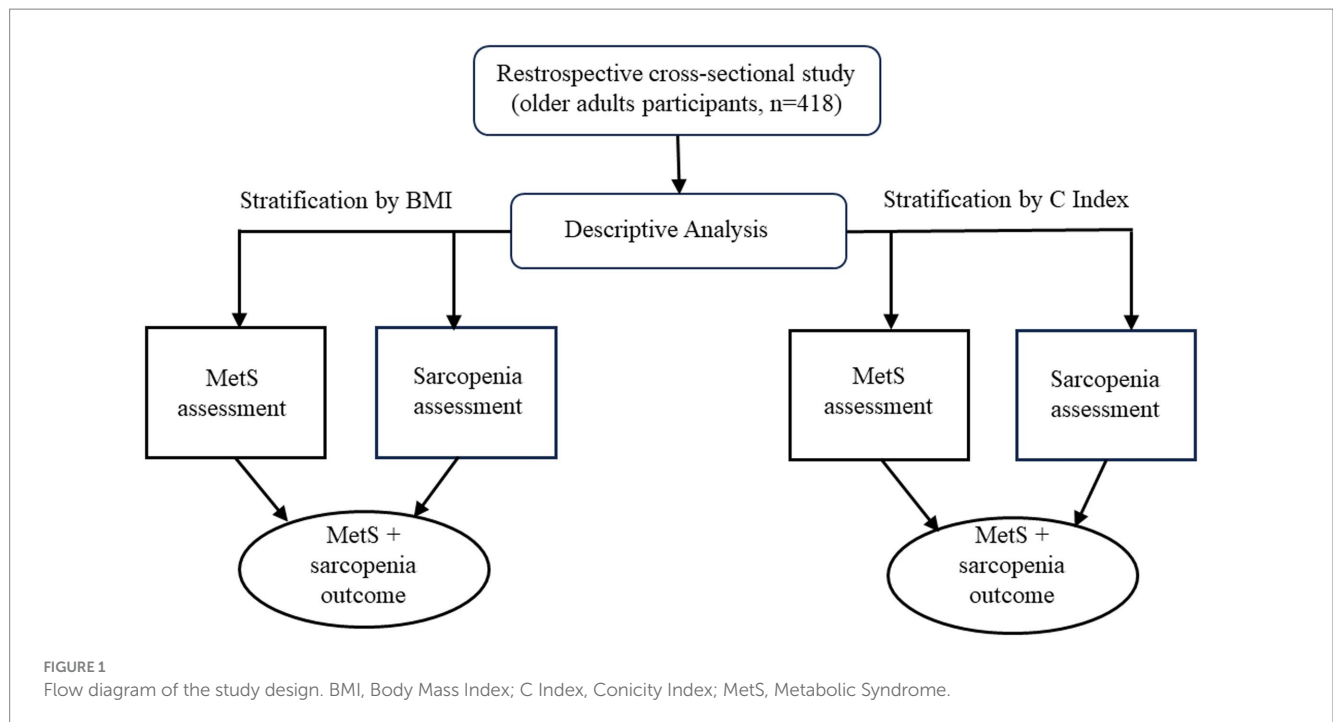 Restrospective cross-sectional study
(older adults participants, n=418)
Stratification by BMI
Descriptive Analysis
Stratification by C Index
MetS
assessment
Sarcopenia
assessment
MetS
assessment
Sarcopenia
assessment
MetS +
sarcopenia
outcome
MetS +
sarcopenia
outcome
FIGURE 1
Flow diagram of the study design. BMI, Body Mass Index; C Index, Conicity Index; MetS, Metabolic Syndrome.